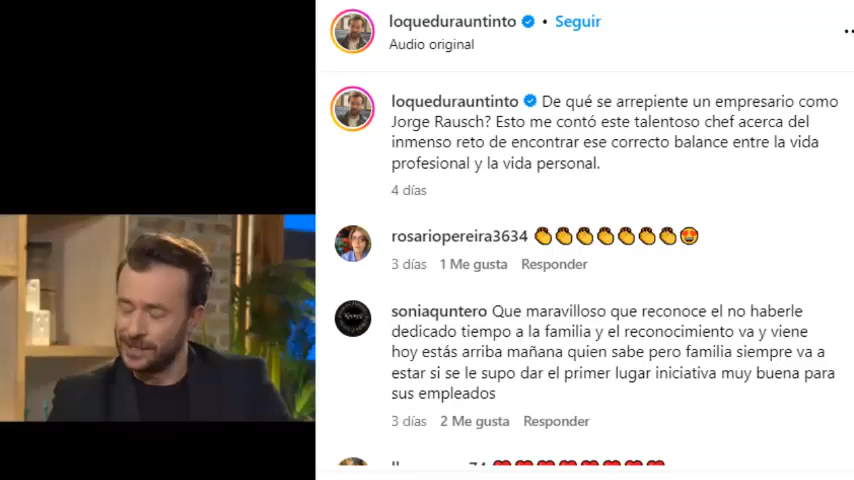 loquedurauntinto • Seguir
Audio original
loquedurauntinto De qué se arrepiente un empresario como
Jorge Rausch? Esto me contó este talentoso chef acerca del
inmenso reto de encontrar ese correcto balance entre la vida
profesional y la vida personal.
4 días
rosariopereira3634 👏👏👏👏👏👏👏😍
3 días 1 Me gusta Responder
soniaquntero Que maravilloso que reconoce el no haberle
dedicado tiempo a la familia y el reconocimiento va y viene
hoy estás arriba mañana quien sabe pero familia siempre va a
estar si se le supo dar el primer lugar iniciativa muy buena para
sus empleados
3 días 2 Me gusta Responder